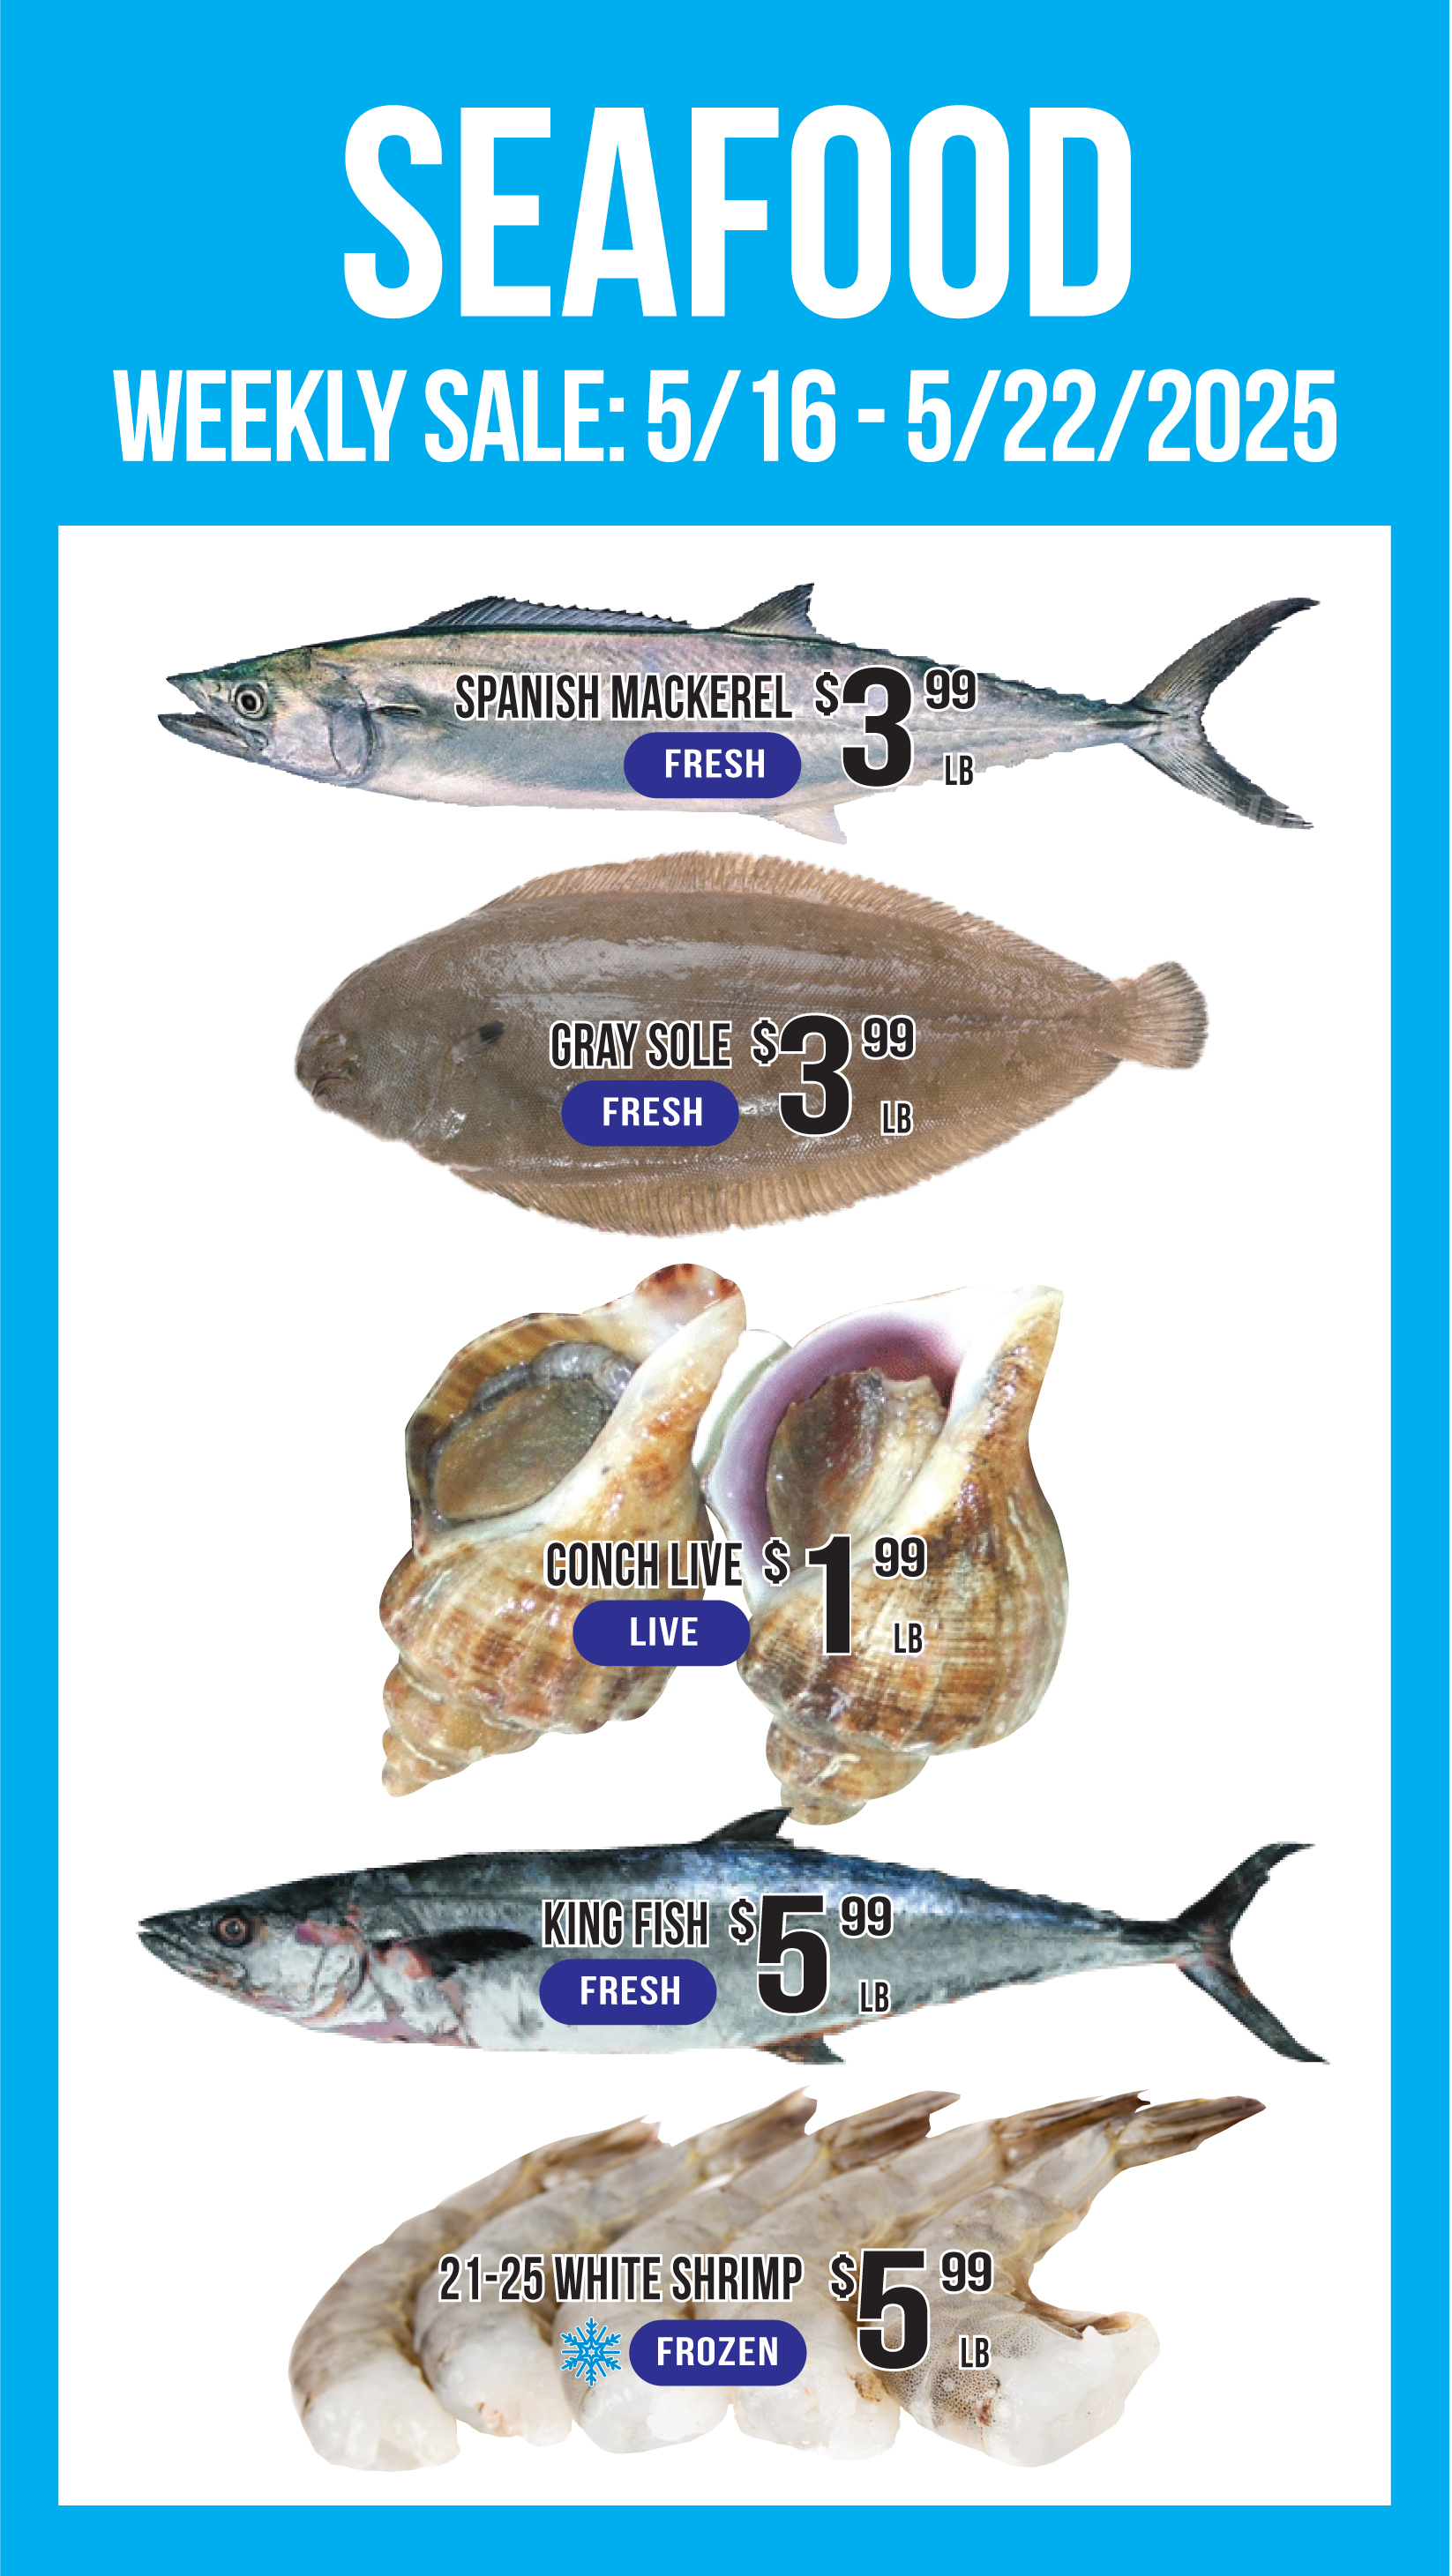 SEAFOOD
WEEKLY SALE: 5/16 - 5/22/2025
SPANISH MACKEREL $3 99
FRESH LB
GRAY SOLE $3 99
FRESH LB
CONCH LIVE $1 99
LIVE LB
KING FISH $5 99
FRESH LB
21-25 WHITE SHRIMP $5 99
FROZEN LB